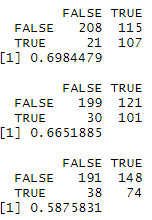 FALSE TRUE
FALSE 208 115
TRUE 21 107
[1] 0.6984479
FALSE TRUE
FALSE 199 121
TRUE 30 101
[1] 0.6651885
FALSE TRUE
FALSE 191 148
TRUE 38 74
[1] 0.5875831